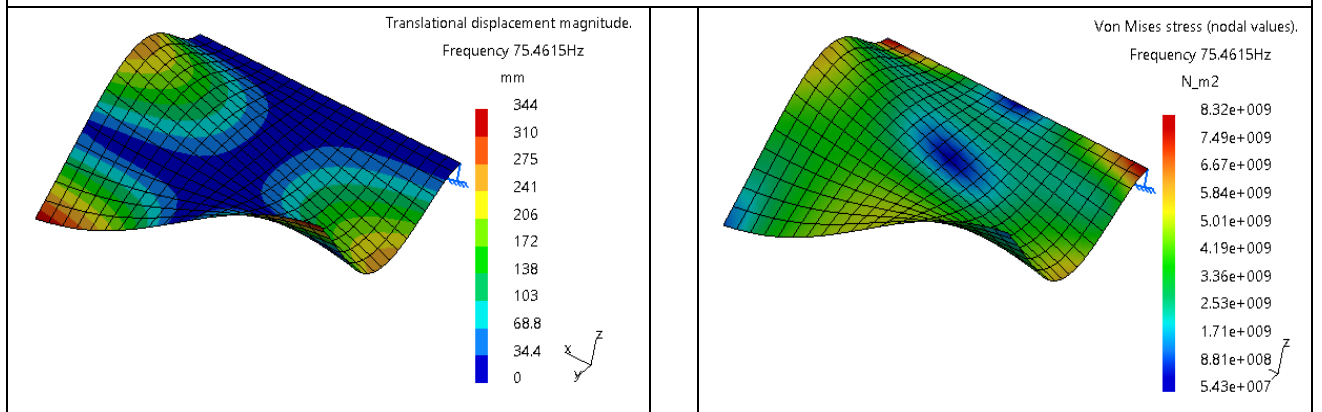 Translational displacement magnitude.
Frequency 75.4615Hz
mm
344
310
275
241
206
172
138
103
68.8
34.4
0
x
y
z
Von Mises stress (nodal values).
Frequency 75.4615Hz
N_m2
8.32e+009
7.49e+009
6.67e+009
5.84e+009
5.01e+009
4.19e+009
3.36e+009
2.53e+009
1.71e+009
8.81e+008
5.43e+007
z